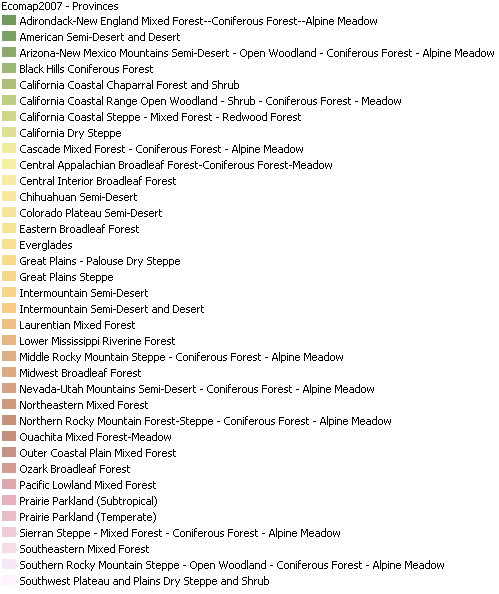 Ecomap2007 - Provinces
Adirondack-New England Mixed Forest--Coniferous Forest--Alpine Meadow
American Semi-Desert and Desert
Arizona-New Mexico Mountains Semi-Desert - Open Woodland - Coniferous Forest - Alpine Meadow
Black Hills Coniferous Forest
California Coastal Chaparral Forest and Shrub
California Coastal Range Open Woodland - Shrub - Coniferous Forest - Meadow
California Coastal Steppe - Mixed Forest - Redwood Forest
California Dry Steppe
Cascade Mixed Forest - Coniferous Forest - Alpine Meadow
Central Appalachian Broadleaf Forest-Coniferous Forest-Meadow
Central Interior Broadleaf Forest
Chihuahuan Semi-Desert
Colorado Plateau Semi-Desert
Eastern Broadleaf Forest
Everglades
Great Plains - Palouse Dry Steppe
Great Plains Steppe
Intermountain Semi-Desert
Intermountain Semi-Desert and Desert
Laurentian Mixed Forest
Lower Mississippi Riverine Forest
Middle Rocky Mountain Steppe - Coniferous Forest - Alpine Meadow
Midwest Broadleaf Forest
Nevada-Utah Mountains Semi-Desert - Coniferous Forest - Alpine Meadow
Northeastern Mixed Forest
Northern Rocky Mountain Forest-Steppe - Coniferous Forest - Alpine Meadow
Ouachita Mixed Forest-Meadow
Outer Coastal Plain Mixed Forest
Ozark Broadleaf Forest
Pacific Lowland Mixed Forest
Prairie Parkland (Subtropical)
Prairie Parkland (Temperate)
Sierran Steppe - Mixed Forest - Coniferous Forest - Alpine Meadow
Southeastern Mixed Forest
Southern Rocky Mountain Steppe - Open Woodland - Coniferous Forest - Alpine Meadow
Southwest Plateau and Plains Dry Steppe and Shrub